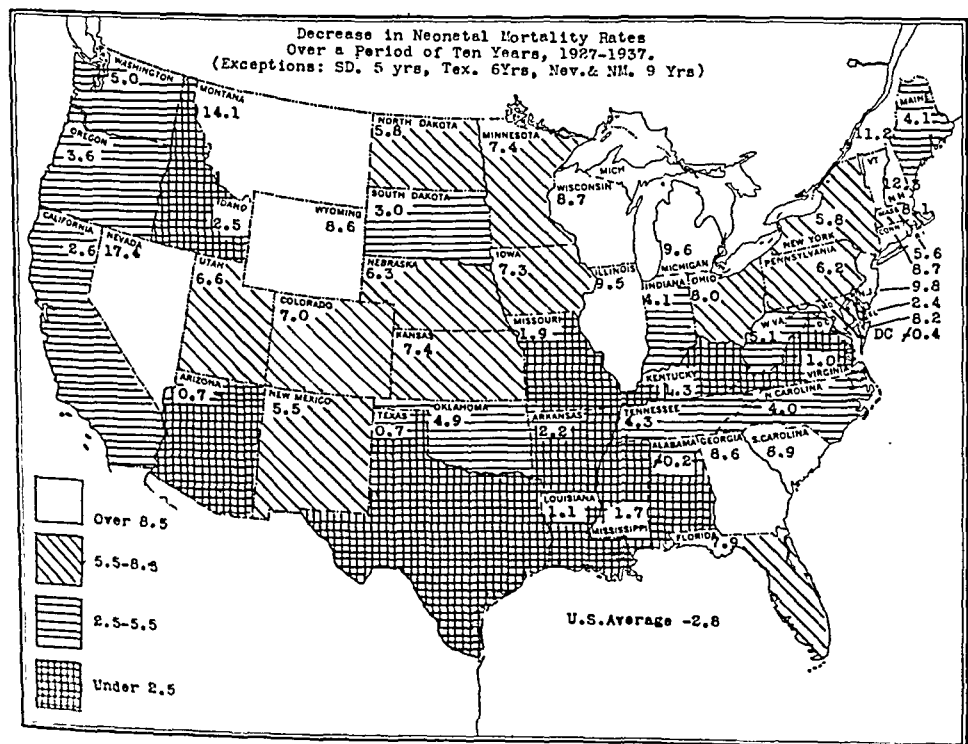 Decrease in Neonetal Mortality Rates
Over a Period of Ten Years, 1927-1937.
(Exceptions: SD. 5 yrs, Tex. 6Yrs, Nev.& NM. 9 Yrs)
WASHINGTON
5.0
MONTANA
14.1
NORTH DAKOTA
5.8
MINNESOTA
7.4
MAINE
4.1
OREGON
3.6
IDAHO
2.5
WYOMING
8.6
SOUTH DAKOTA
3.0
WISCONSIN
8.7
MICH
9.6
MICHIGAN
11.2
VT
12.3
N.H.
MASS
8.1
CONN
R.I.
5.8
NEW YORK
5.6
8.7
9.8
2.4
8.2
DC ≠0.4
CALIFORNIA
2.6
NEVADA
17.4
UTAH
6.6
COLORADO
7.0
NEBRASKA
6.3
IOWA
7.3
ILLINOIS
9.5
INDIANA
4.1
OHIO
8.0
PENNSYLVANIA
6.2
N.J.
MD
DEL
KANSAS
7.4
MISSOURI
1.9
W.VA.
5.1
D.C.
1.0
VIRGINIA
KENTUCKY
1.3
ARIZONA
0.7
NEW MEXICO
5.5
TEXAS
0.7
OKLAHOMA
4.9
ARKANSAS
2.2
TENNESSEE
4.3
N.CAROLINA
4.0
ALABAMA
≠0.2
GEORGIA
8.6
S.CAROLINA
8.9
LOUISIANA
1.1
1.7
MISSISSIPPI
FLORIDA
7.9
Over 8.5
5.5-8.5
2.5-5.5
Under 2.5
U.S.Average -2.8